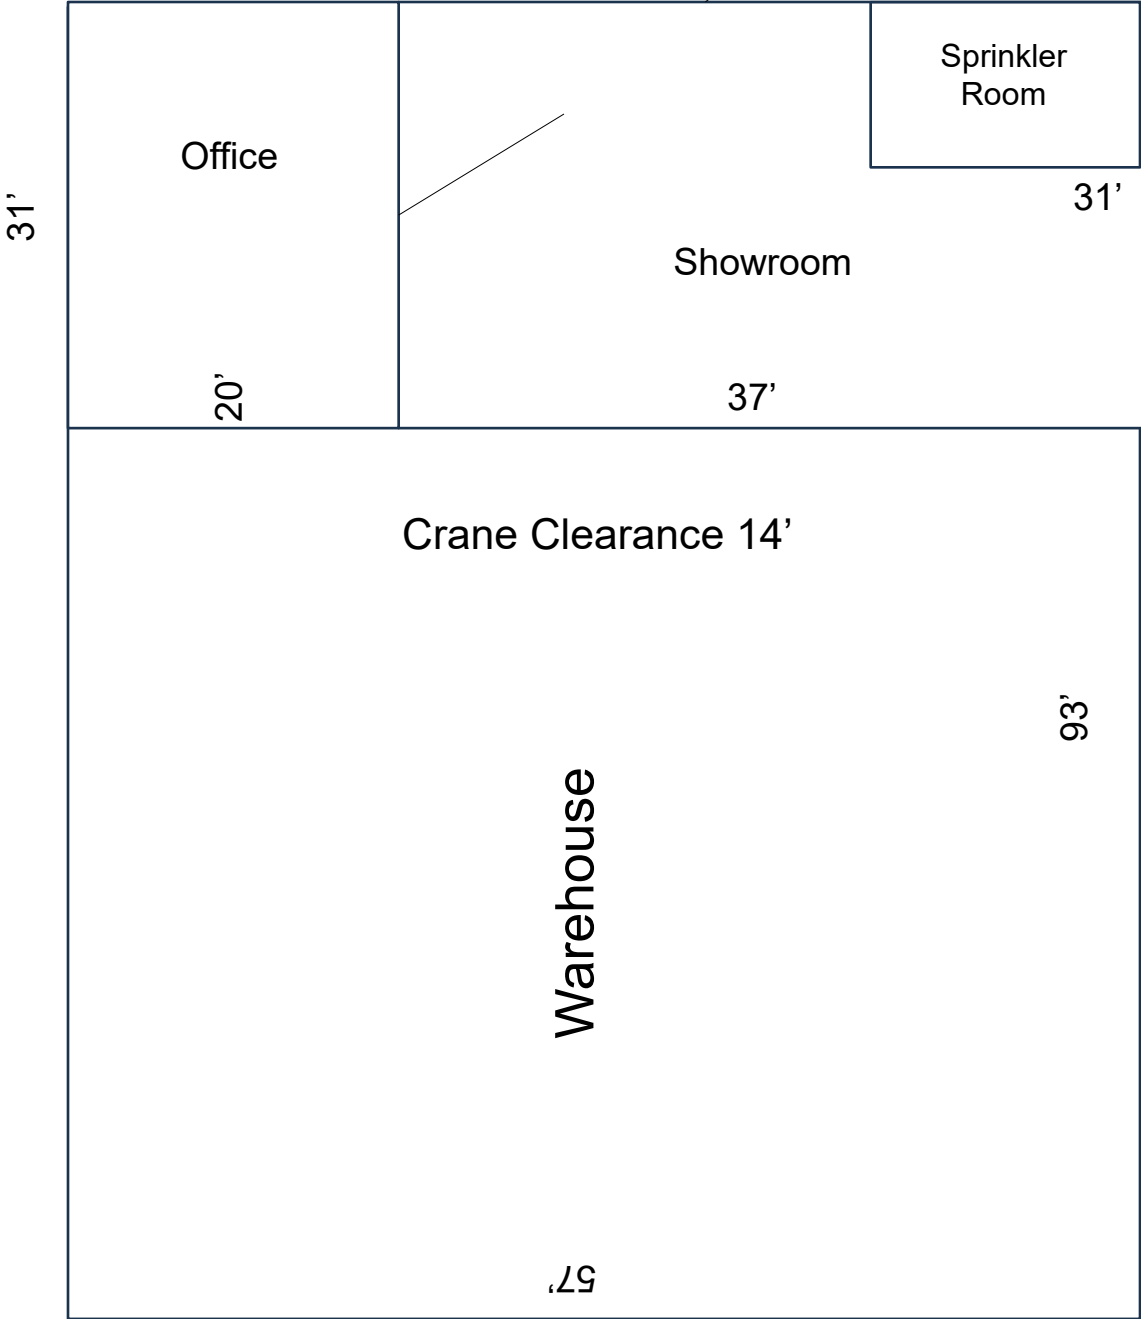 Sprinkler
Room
Office
31’
31’
Showroom
20’
37’
Crane Clearance 14’
93’
Warehouse
57’